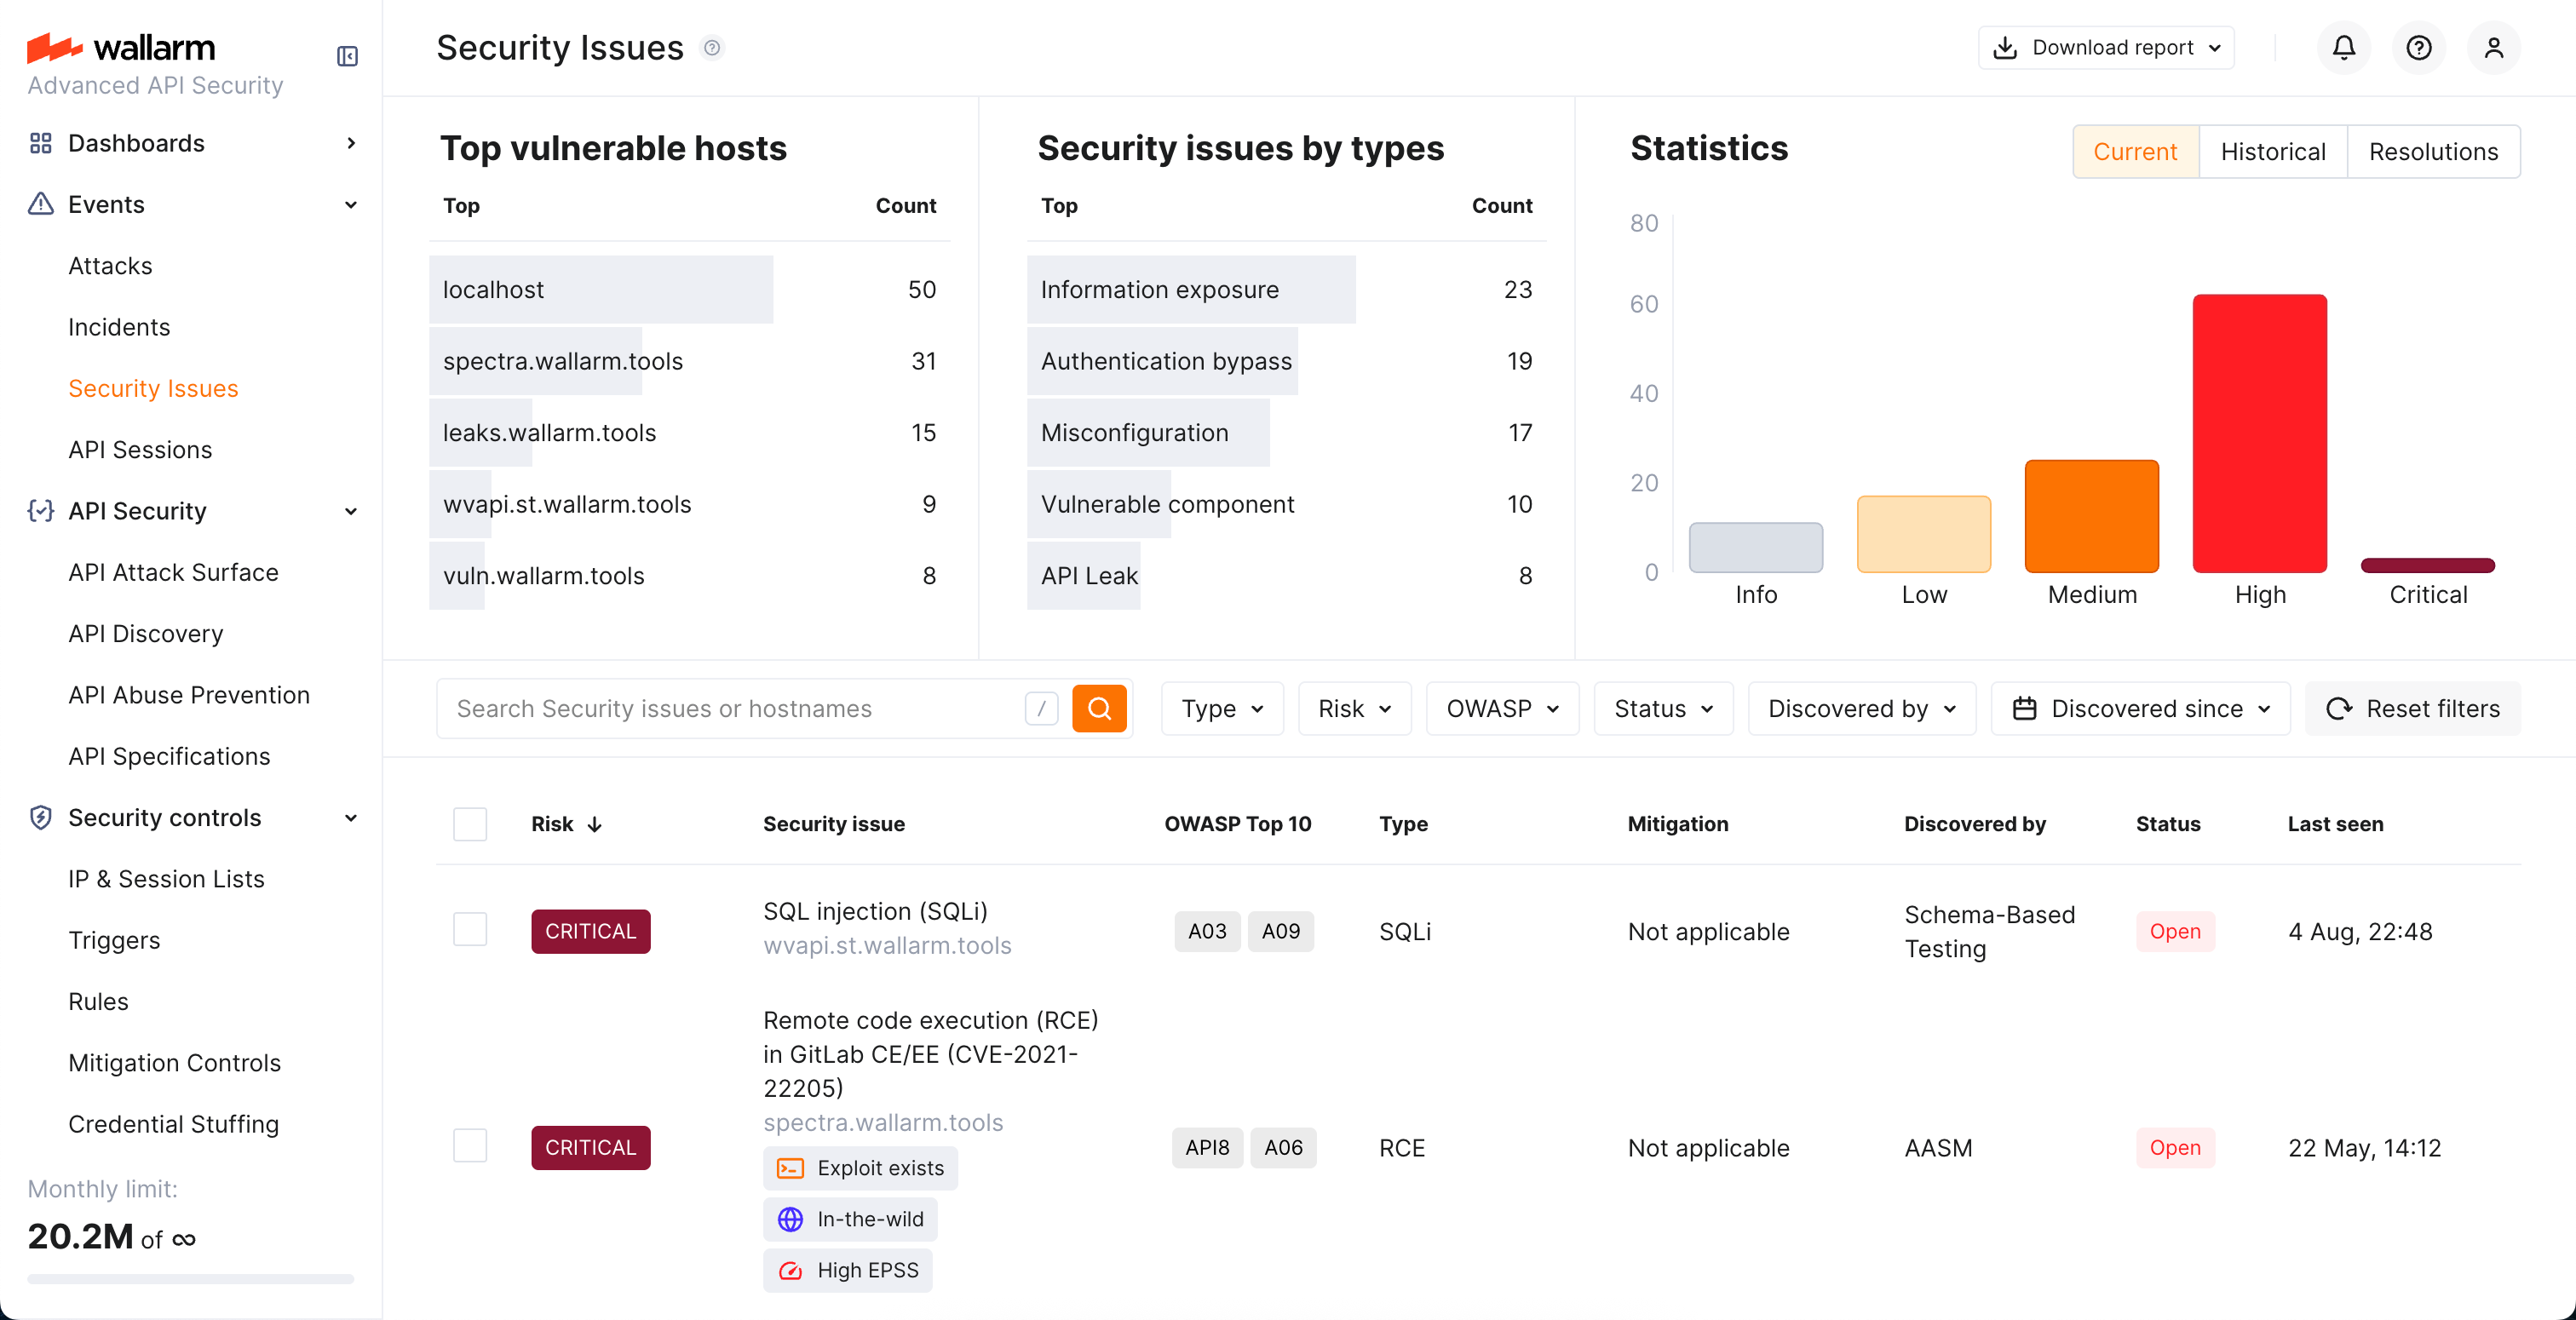 wallarm
Advanced API Security
Dashboards
Events
Attacks
Incidents
Security Issues
API Sessions
API Security
API Attack Surface
API Discovery
API Abuse Prevention
API Specifications
Security controls
IP & Session Lists
Triggers
Rules
Mitigation Controls
Credential Stuffing
Monthly limit:
20.2M of ∞
Security Issues
Download report
Top vulnerable hosts
Top Count
localhost 50
spectra.wallarm.tools 31
leaks.wallarm.tools 15
wvapi.st.wallarm.tools 9
vuln.wallarm.tools 8
Security issues by types
Top Count
Information exposure 23
Authentication bypass 19
Misconfiguration 17
Vulnerable component 10
API Leak 8
Statistics
Current Historical Resolutions
80
60
40
20
0
Info Low Medium High Critical
Search Security issues or hostnames / Type Risk OWASP Status Discovered by Discovered since Reset filters
Risk Security issue OWASP Top 10 Type Mitigation Discovered by Status Last seen
CRITICAL
SQL injection (SQLi)
wvapi.st.wallarm.tools
A03 A09
SQLi
Not applicable
Schema-Based
Testing
Open
4 Aug, 22:48
CRITICAL
Remote code execution (RCE)
in GitLab CE/EE (CVE-2021-
22205)
spectra.wallarm.tools
Exploit exists
In-the-wild
High EPSS
API8 A06
RCE
Not applicable
AASM
Open
22 May, 14:12